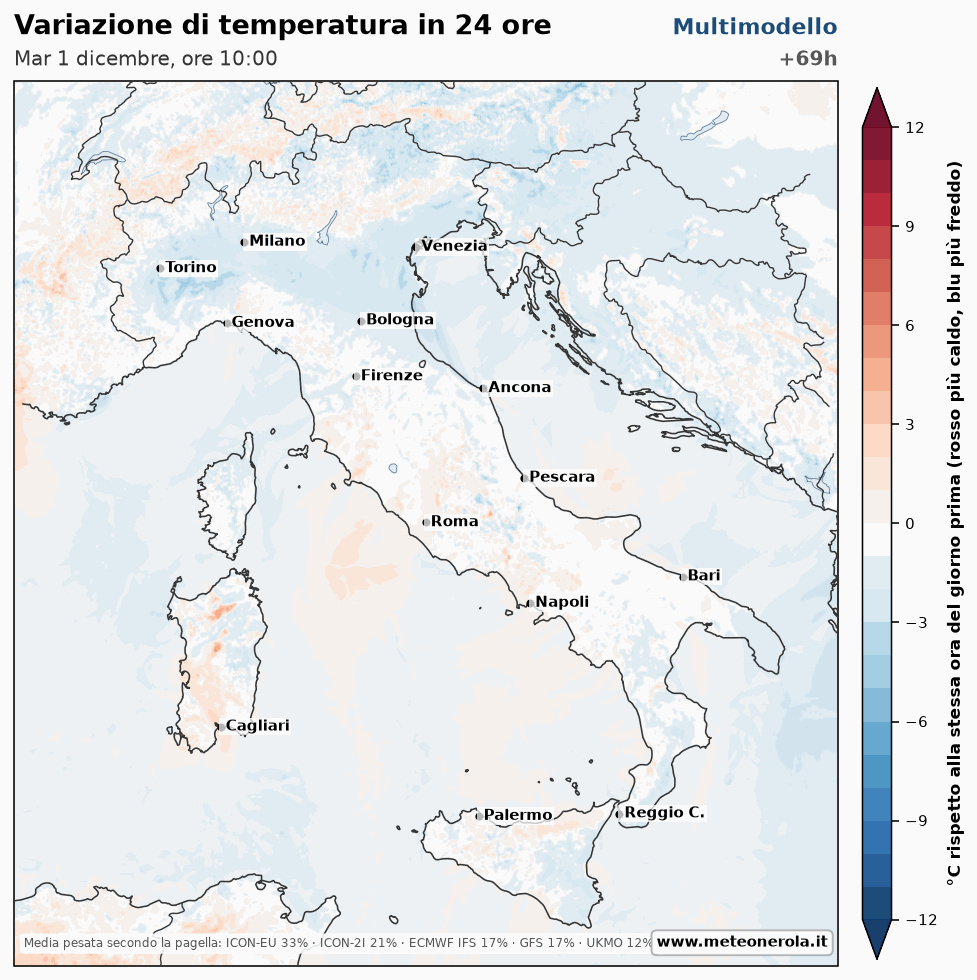 Variazione di temperatura in 24 ore
Multimodello
Mar 1 dicembre, ore 10:00
+69h
Milano
Venezia
Torino
Genova
Bologna
Firenze
Ancona
Pescara
Roma
Bari
Napoli
Cagliari
Palermo
Reggio C.
12
9
6
3
0
−3
−6
−9
−12
°C rispetto alla stessa ora del giorno prima (rosso più caldo, blu più freddo)
Media pesata secondo la pagella: ICON-EU 33% · ICON-2I 21% · ECMWF IFS 17% · GFS 17% · UKMO 12%
www.meteonerola.it